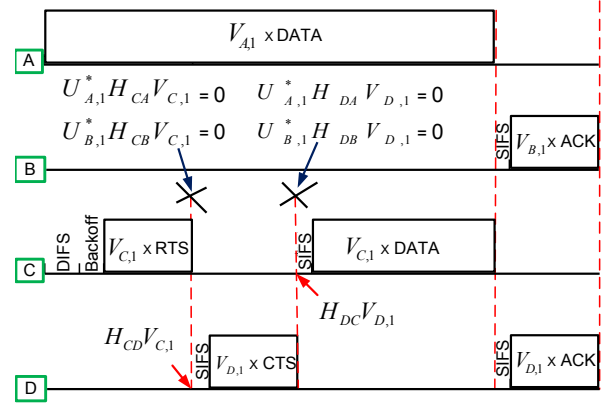 A
V_{A,1} x DATA
U^*_{A,1} H_{CA} V_{C,1} = 0
U^*_{A,1} H_{DA} V_{D,1} = 0
U^*_{B,1} H_{CB} V_{C,1} = 0
U^*_{B,1} H_{DB} V_{D,1} = 0
B
SIFS
V_{B,1} x ACK
C
DIFS
Backoff
V_{C,1} x RTS
SIFS
V_{C,1} x DATA
H_{CD}V_{C,1}
H_{DC}V_{D,1}
D
SIFS
V_{D,1} x CTS
SIFS
V_{D,1} x ACK